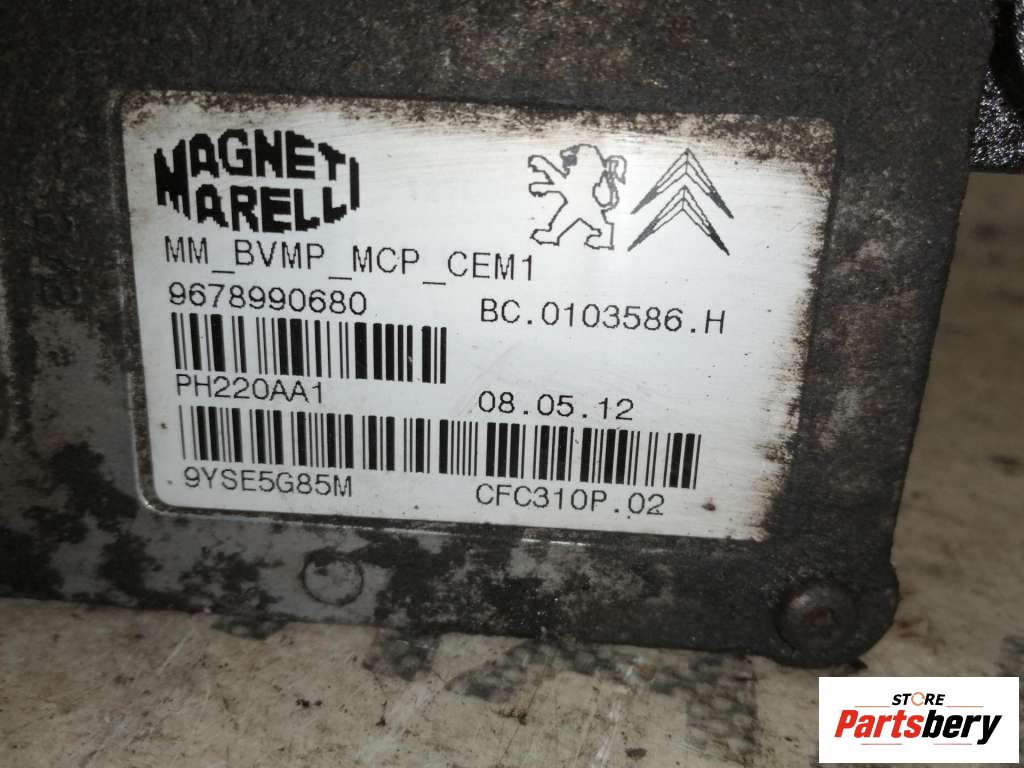 MAGNETI
MARELLI
MM_BVMP_MCP_CEM1
9678990680 BC.0103586.H
PH220AA1 08.05.12
9YSE5G85M CFC310P.02
STORE
Partsbery